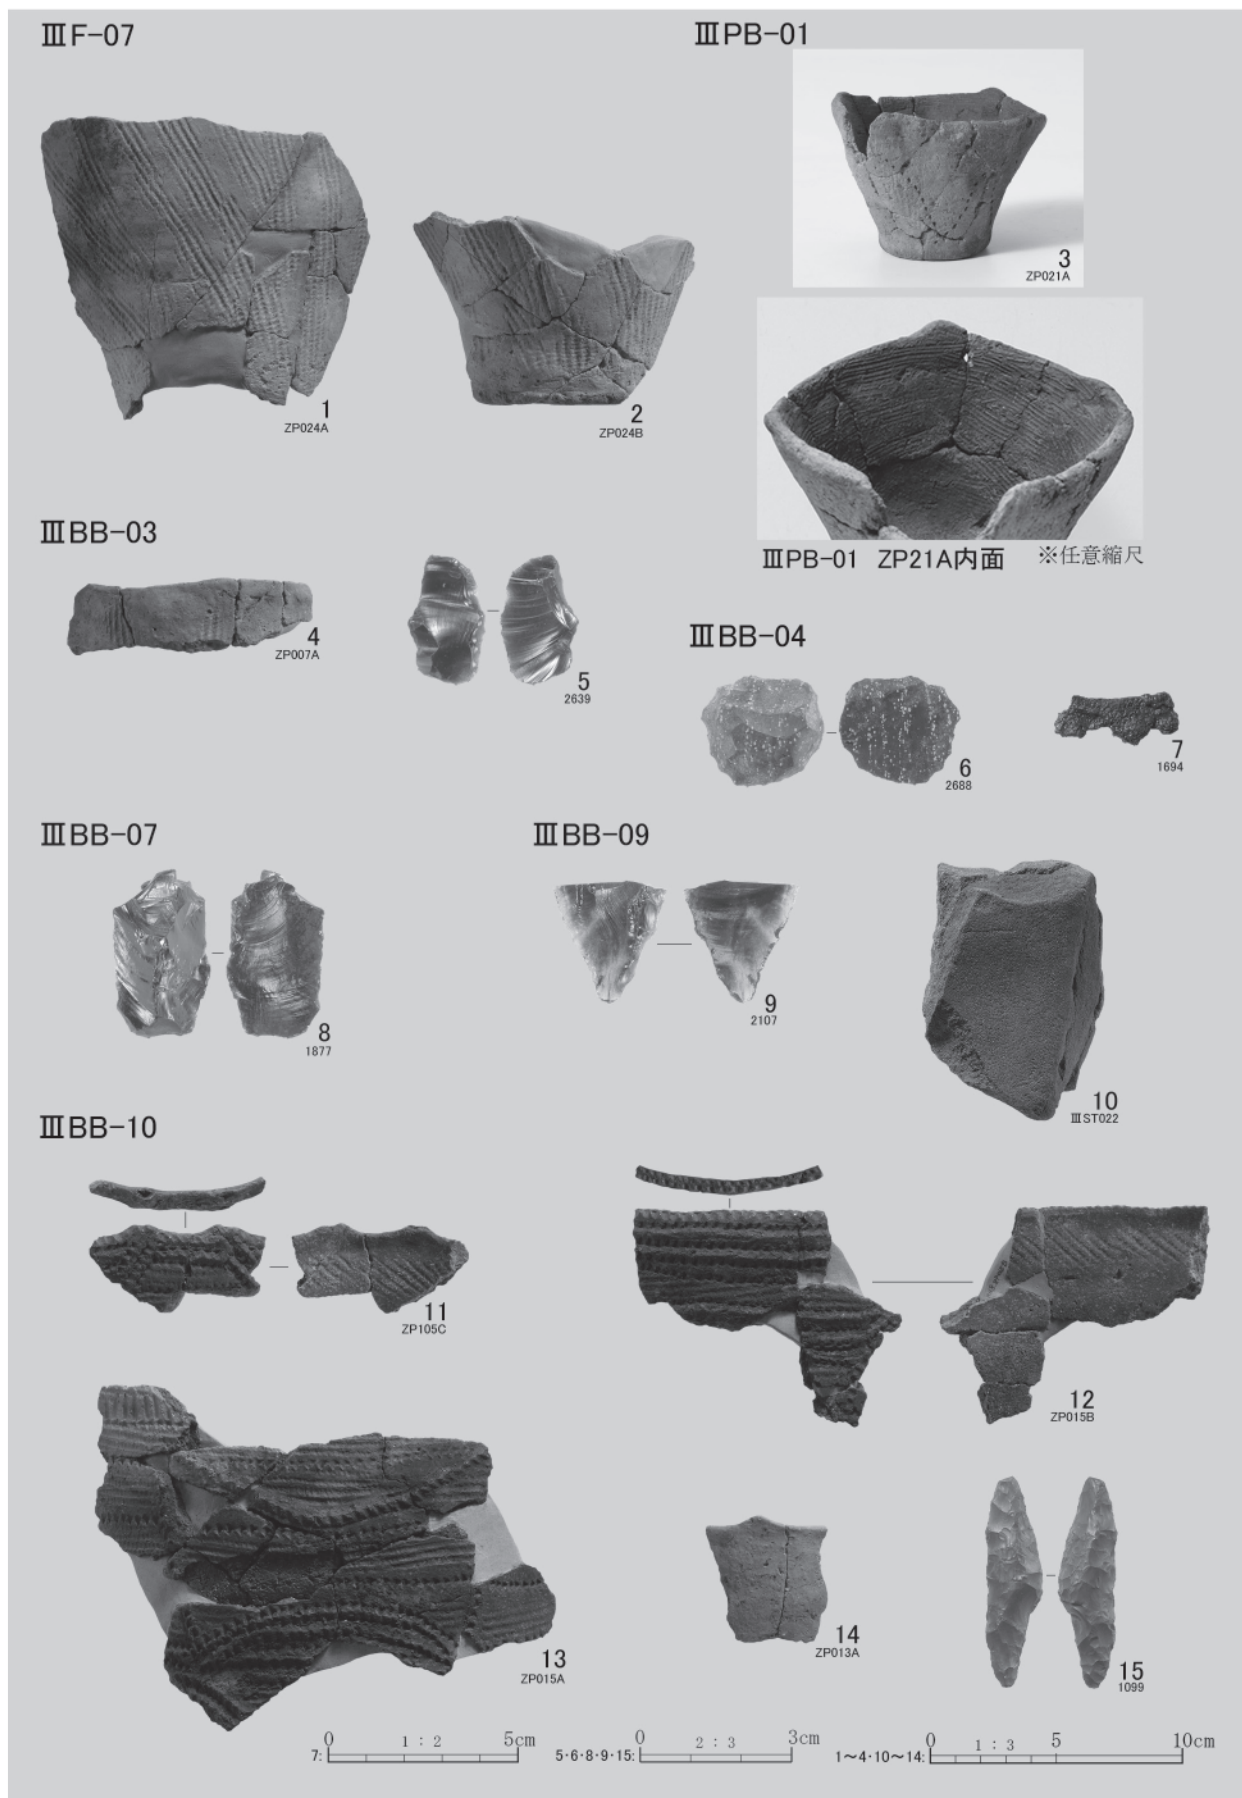 ⅢF-07
1
ZP024A
2
ZP024B
ⅢPB-01
3
ZP021A
ⅢPB-01 ZP21A内面 ※任意縮尺
ⅢBB-03
4
ZP007A
5
2639
ⅢBB-04
6
2688
7
1694
ⅢBB-07
8
1877
ⅢBB-09
9
2107
10
ⅢST022
ⅢBB-10
11
ZP105C
12
ZP015B
13
ZP015A
14
ZP013A
15
1099
7: 0 1:2 5cm
5・6・8・9・15: 0 2:3 3cm
1～4・10～14: 0 1:3 5 10cm